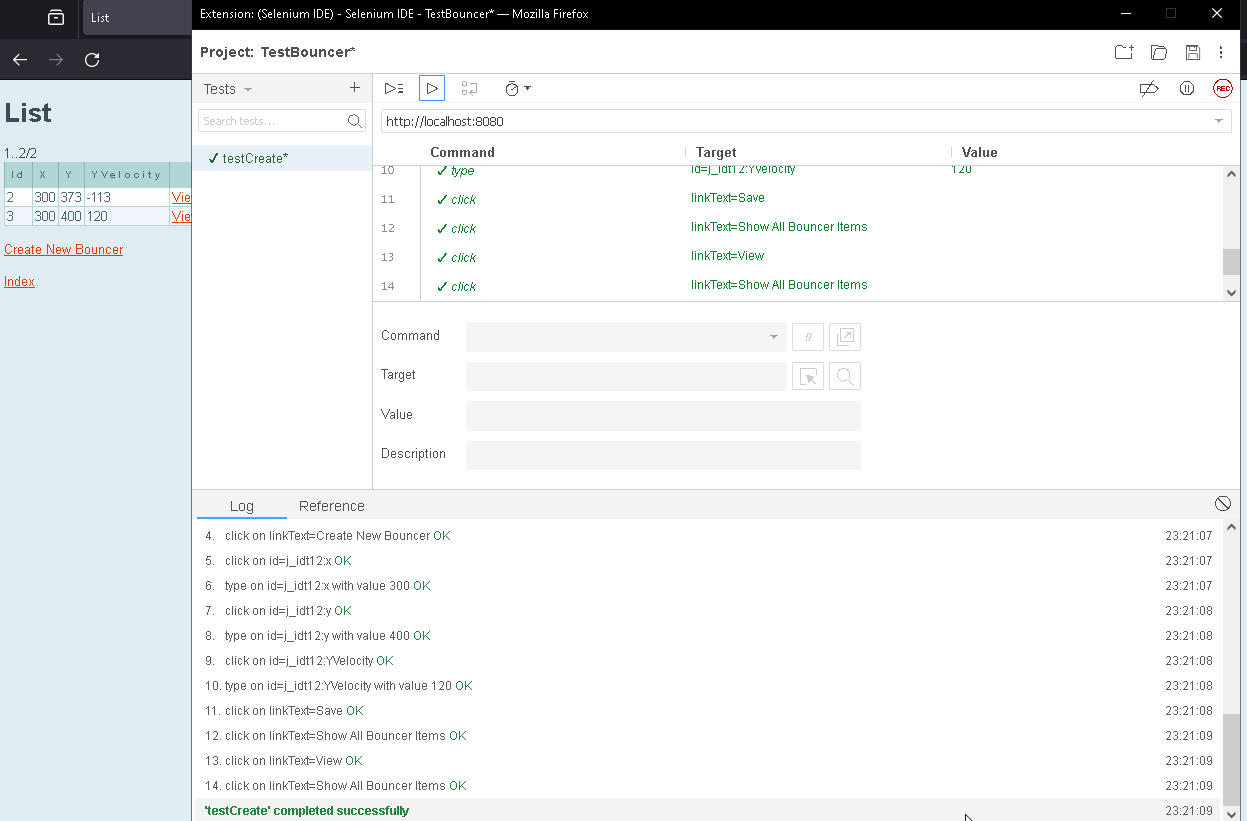 List
Extension: (Selenium IDE) - Selenium IDE - TestBouncer* — Mozilla Firefox
Project: TestBouncer*
Tests
Search tests...
✓ testCreate*
REC
http://localhost:8080
Command Target Value
10 ✓ type id=j_idt12:YVelocity 120
11 ✓ click linkText=Save
12 ✓ click linkText=Show All Bouncer Items
13 ✓ click linkText=View
14 ✓ click linkText=Show All Bouncer Items
Command //
Target
Value
Description
List
1..2/2
Id X Y YVelocity
2 300 373 -113 Vie
3 300 400 120 Vie
Create New Bouncer
Index
Log Reference
4. click on linkText=Create New Bouncer OK 23:21:07
5. click on id=j_idt12:x OK 23:21:07
6. type on id=j_idt12:x with value 300 OK 23:21:07
7. click on id=j_idt12:y OK 23:21:08
8. type on id=j_idt12:y with value 400 OK 23:21:08
9. click on id=j_idt12:YVelocity OK 23:21:08
10. type on id=j_idt12:YVelocity with value 120 OK 23:21:08
11. click on linkText=Save OK 23:21:08
12. click on linkText=Show All Bouncer Items OK 23:21:09
13. click on linkText=View OK 23:21:09
14. click on linkText=Show All Bouncer Items OK 23:21:09
'testCreate' completed successfully 23:21:09